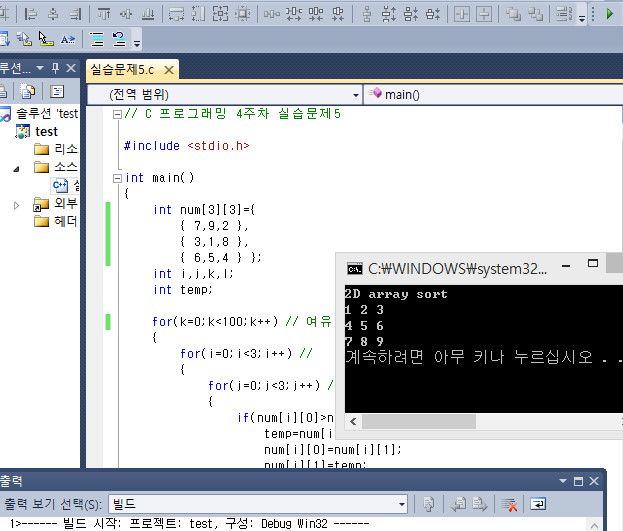 솔루션...
실습문제5.c
(전역 범위)
main()
솔루션 'test
test
리소
소스
외부
헤더
// C 프로그래밍 4주차 실습문제5
#include <stdio.h>
int main()
{
int num[3][3]={
{ 7,9,2 },
{ 3,1,8 },
{ 6,5,4 } };
int i,j,k,l;
int temp;
for(k=0;k<100;k++) // 여유
{
for(i=0;i<3;i++) //
{
for(j=0;j<3;j++) /
{
if(num[i][0]>n
temp=num[i
num[i][0]=num[i][1];
num[i][1]=temp;
C:₩WINDOWS₩system32...
2D array sort
1 2 3
4 5 6
7 8 9
계속하려면 아무 키나 누르십시오 . .
출력
출력 보기 선택(S):
빌드
1>------ 빌드 시작: 프로젝트: test, 구성: Debug Win32 ------